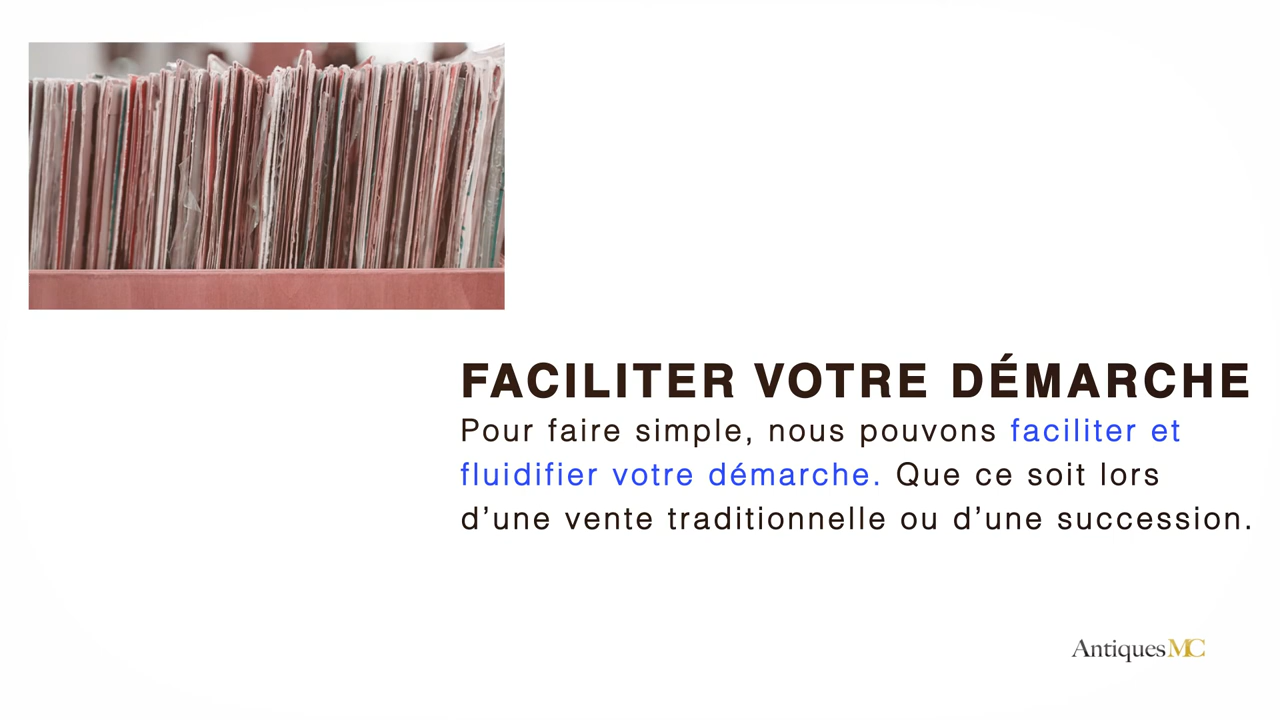 FACILITER VOTRE DÉMARCHE
Pour faire simple, nous pouvons faciliter et
fluidifier votre démarche. Que ce soit lors
d’une vente traditionnelle ou d’une succession.
AntiquesMC